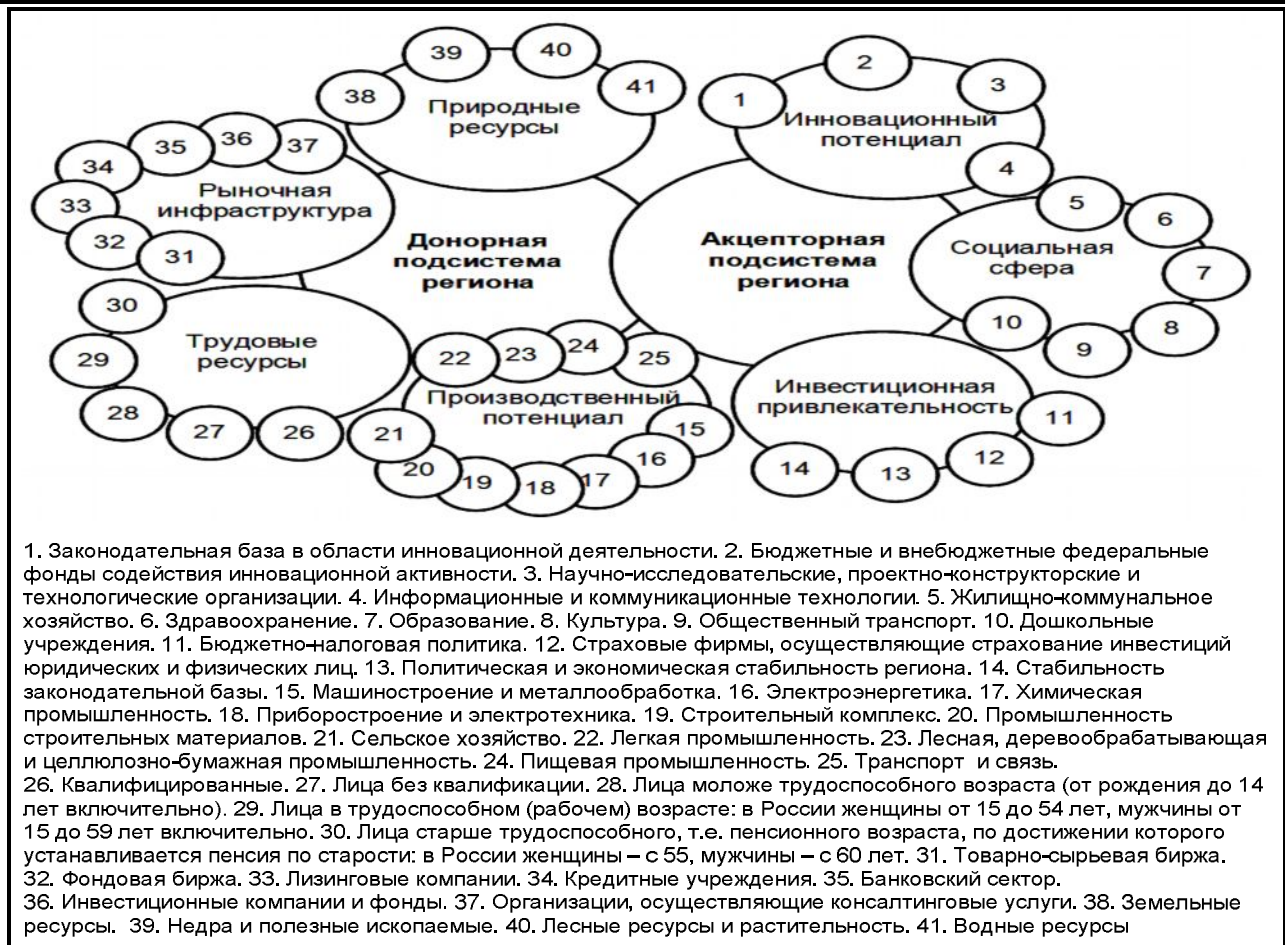 39
40
38
41
Природные
ресурсы
2
1
3
Инновационный
потенциал
4
36
35
37
34
33
Рыночная
инфраструктура
32
31
Донорная
подсистема
региона
Акцепторная
подсистема
региона
5
6
Социальная
сфера
7
8
10
9
30
Трудовые
ресурсы
29
28
27
26
22
23
24
25
Производственный
потенциал
21
20
19
18
17
16
15
Инвестиционная
привлекательность
11
14
13
12
1. Законодательная база в области инновационной деятельности. 2. Бюджетные и внебюджетные федеральные
фонды содействия инновационной активности. 3. Научно-исследовательские, проектно-конструкторские и
технологические организации. 4. Информационные и коммуникационные технологии. 5. Жилищно-коммунальное
хозяйство. 6. Здравоохранение. 7. Образование. 8. Культура. 9. Общественный транспорт. 10. Дошкольные
учреждения. 11. Бюджетно-налоговая политика. 12. Страховые фирмы, осуществляющие страхование инвестиций
юридических и физических лиц. 13. Политическая и экономическая стабильность региона. 14. Стабильность
законодательной базы. 15. Машиностроение и металлообработка. 16. Электроэнергетика. 17. Химическая
промышленность. 18. Приборостроение и электротехника. 19. Строительный комплекс. 20. Промышленность
строительных материалов. 21. Сельское хозяйство. 22. Легкая промышленность. 23. Лесная, деревообрабатывающая
и целлюлозно-бумажная промышленность. 24. Пищевая промышленность. 25. Транспорт и связь.
26. Квалифицированные. 27. Лица без квалификации. 28. Лица моложе трудоспособного возраста (от рождения до 14
лет включительно). 29. Лица в трудоспособном (рабочем) возрасте: в России женщины от 15 до 54 лет, мужчины от
15 до 59 лет включительно. 30. Лица старше трудоспособного, т.е. пенсионного возраста, по достижении которого
устанавливается пенсия по старости: в России женщины – с 55, мужчины – с 60 лет. 31. Товарно-сырьевая биржа.
32. Фондовая биржа. 33. Лизинговые компании. 34. Кредитные учреждения. 35. Банковский сектор.
36. Инвестиционные компании и фонды. 37. Организации, осуществляющие консалтинговые услуги. 38. Земельные
ресурсы. 39. Недра и полезные ископаемые. 40. Лесные ресурсы и растительность. 41. Водные ресурсы